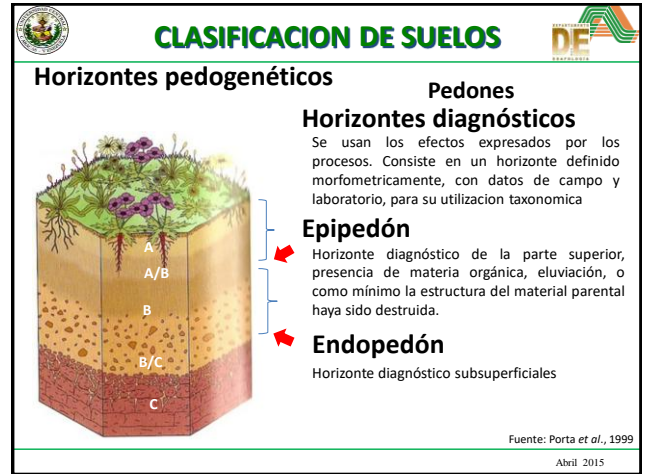 CLASIFICACION DE SUELOS
DEPARTAMENTO
DE
EDAFOLOGIA
Horizontes pedogenéticos
Pedones
Horizontes diagnósticos
Se usan los efectos expresados por los
procesos. Consiste en un horizonte definido
morfometricamente, con datos de campo y
laboratorio, para su utilizacion taxonomica
Epipedón
Horizonte diagnóstico de la parte superior,
presencia de materia orgánica, eluviación, o
como mínimo la estructura del material parental
haya sido destruida.
Endopedón
Horizonte diagnóstico subsuperficiales
A
A/B
B
B/C
C
Fuente: Porta et al., 1999
Abril 2015